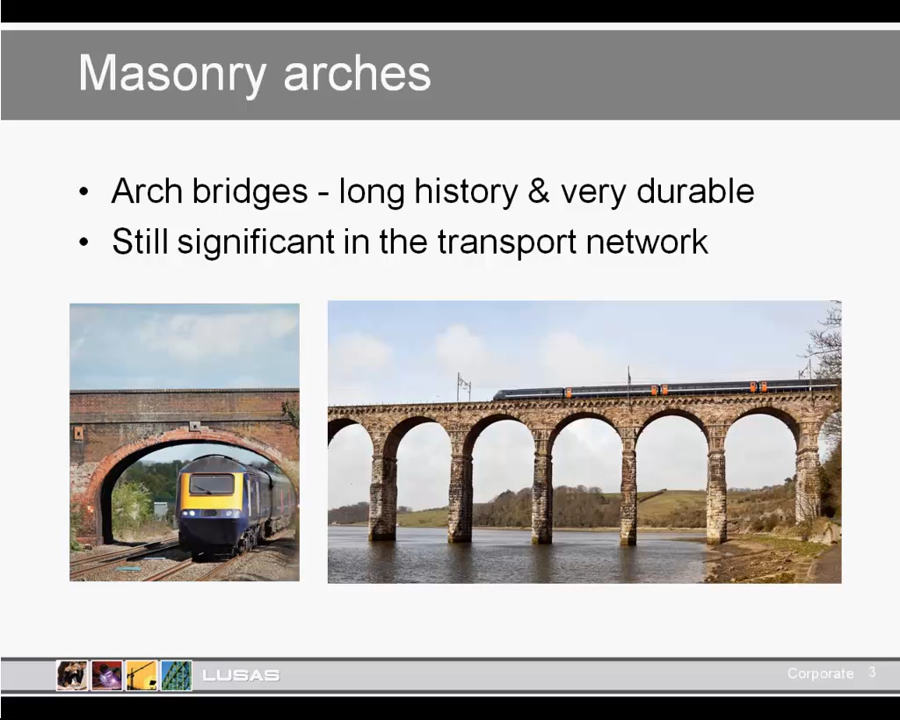 Masonry arches
• Arch bridges - long history & very durable
• Still significant in the transport network
LUSAS
Corporate 3